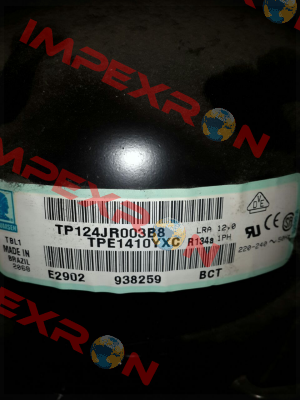 IMPEXRON
IMPEXRON
IMPEXRON
TP124JR003B8
LRA 12,0
TPE1410YXC R134a 1PH
220-240
TBL1
MADE IN
BRAZIL
E2902 938259 BCT